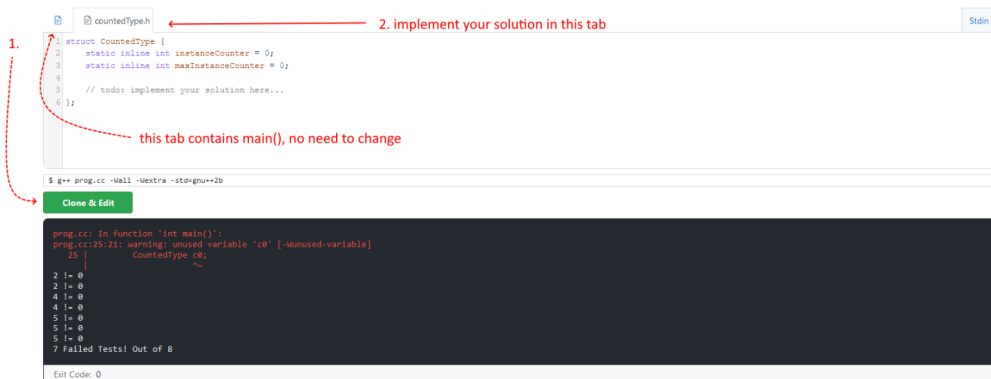 countedType.h
2. implement your solution in this tab
Stdin
1.
1 struct CountedType {
2     static inline int instanceCounter = 0;
3     static inline int maxInstanceCounter = 0;
4
5     // todo: implement your solution here...
6 };
this tab contains main(), no need to change
$ g++ prog.cc -Wall -Wextra -std=gnu++2b
Clone & Edit
prog.cc: In function 'int main()':
prog.cc:25:21: warning: unused variable 'c0' [-Wunused-variable]
   25 |         CountedType c0;
      |                     ^~
2 != 0
2 != 0
4 != 0
4 != 0
5 != 0
5 != 0
5 != 0
7 Failed Tests! Out of 8
Exit Code: 0